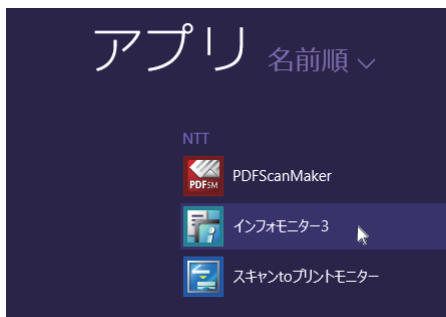 アプリ 名前順
NTT
PDFSM
PDFScanMaker
インフォモニター3
スキャンtoプリントモニター